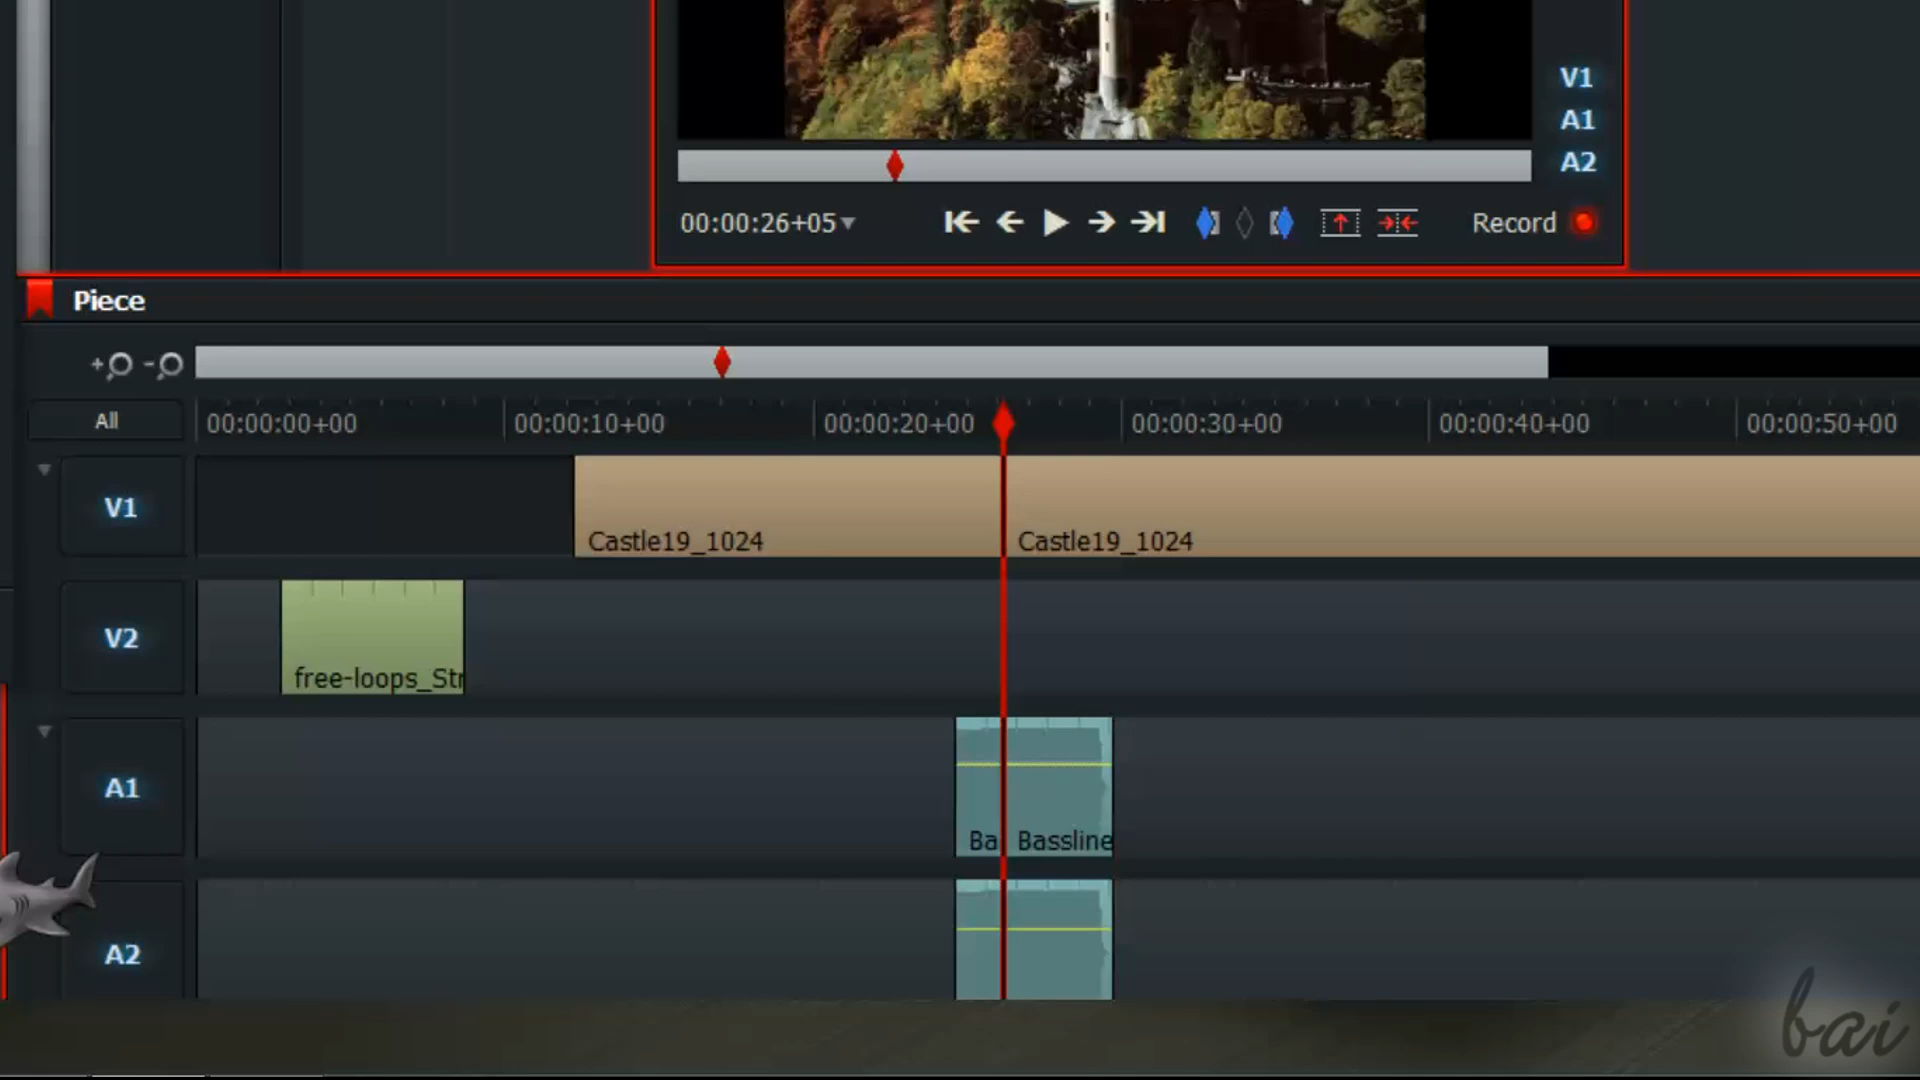 V1
A1
A2
00:00:26+05
Record
Piece
All
00:00:00+00 00:00:10+00 00:00:20+00 00:00:30+00 00:00:40+00 00:00:50+00
V1
Castle19_1024 Castle19_1024
V2
free-loops_Str
A1
Ba Bassline
A2
bai